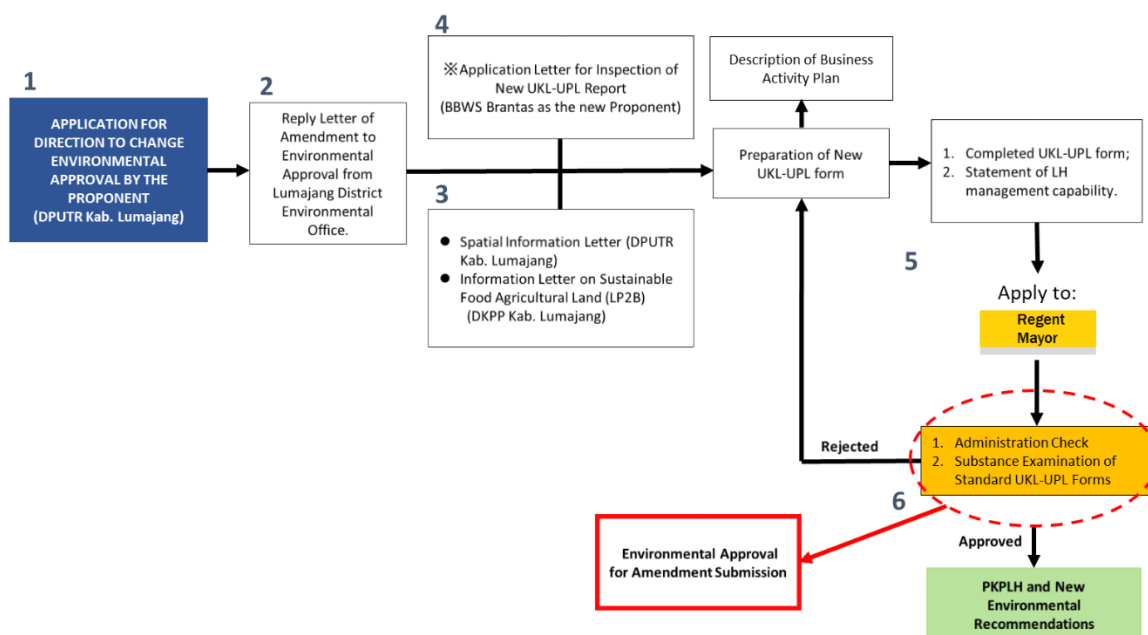 1
APPLICATION FOR
DIRECTION TO CHANGE
ENVIRONMENTAL
APPROVAL BY THE
PROPONENT
(DPUTR Kab. Lumajang)
2
Reply Letter of
Amendment to
Environmental
Approval from
Lumajang District
Environmental
Office.
4
※Application Letter for Inspection of
New UKL-UPL Report
(BBWS Brantas as the new Proponent)
3
● Spatial Information Letter (DPUTR
Kab. Lumajang)
● Information Letter on Sustainable
Food Agricultural Land (LP2B)
(DKPP Kab. Lumajang)
Description of Business
Activity Plan
Preparation of New
UKL-UPL form
1. Completed UKL-UPL form;
2. Statement of LH
management capability.
5
Apply to:
Regent
Mayor
Rejected
1. Administration Check
2. Substance Examination of
Standard UKL-UPL Forms
6
Environmental Approval
for Amendment Submission
Approved
PKPLH and New
Environmental
Recommendations